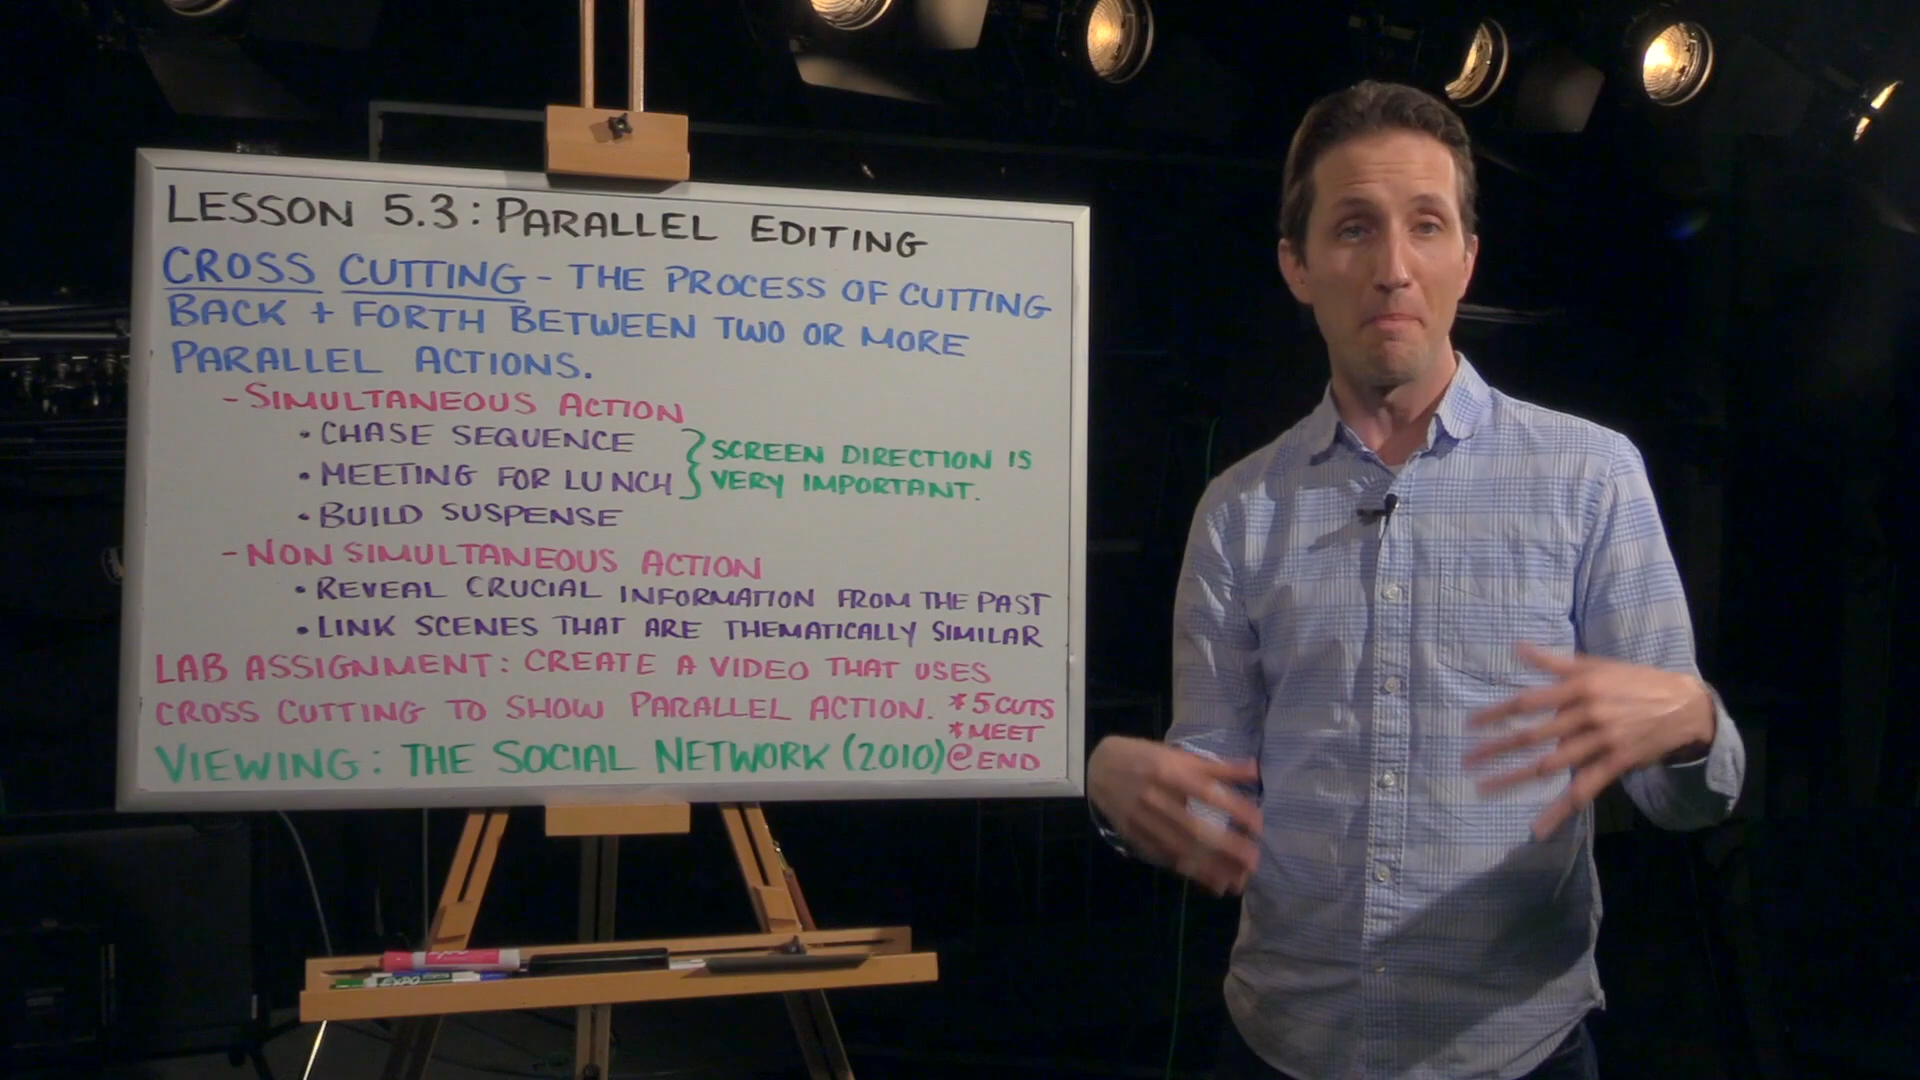 LESSON 5.3: PARALLEL EDITING
CROSS CUTTING - THE PROCESS OF CUTTING
BACK + FORTH BETWEEN TWO OR MORE
PARALLEL ACTIONS.
- SIMULTANEOUS ACTION
• CHASE SEQUENCE
• MEETING FOR LUNCH
SCREEN DIRECTION IS
VERY IMPORTANT.
• BUILD SUSPENSE
- NON SIMULTANEOUS ACTION
• REVEAL CRUCIAL INFORMATION FROM THE PAST
• LINK SCENES THAT ARE THEMATICALLY SIMILAR
LAB ASSIGNMENT: CREATE A VIDEO THAT USES
CROSS CUTTING TO SHOW PARALLEL ACTION.
* 5 CUTS
* MEET
@ END
VIEWING: THE SOCIAL NETWORK (2010)
EXPO